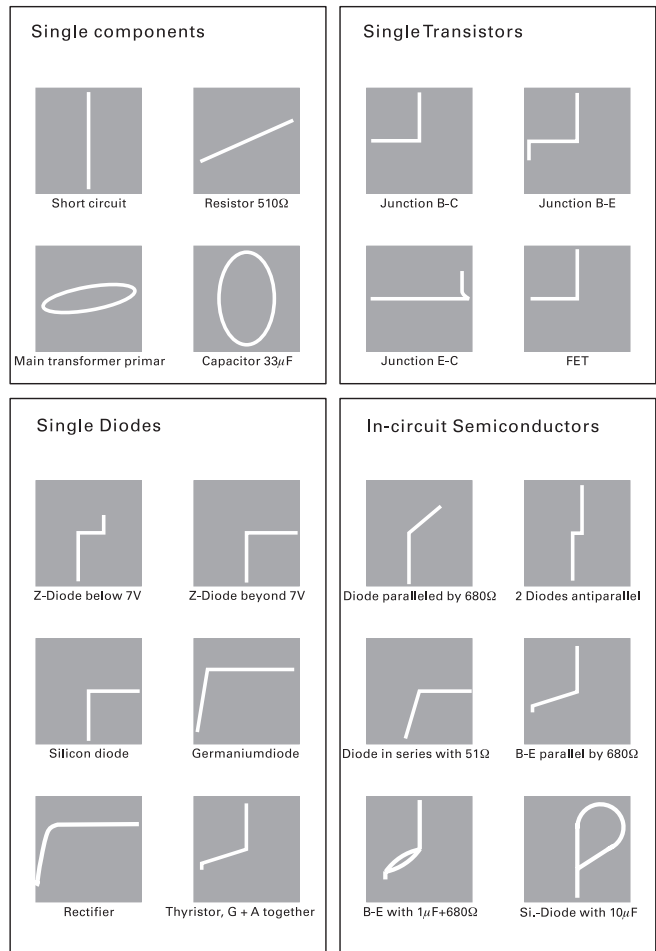 Single components
Short circuit
Resistor 510Ω
Main transformer primar
Capacitor 33µF
Single Transistors
Junction B-C
Junction B-E
Junction E-C
FET
Single Diodes
Z-Diode below 7V
Z-Diode beyond 7V
Silicon diode
Germaniumdiode
Rectifier
Thyristor, G + A together
In-circuit Semiconductors
Diode paralleled by 680Ω
2 Diodes antiparallel
Diode in series with 51Ω
B-E parallel by 680Ω
B-E with 1µF+680Ω
Si.-Diode with 10µF